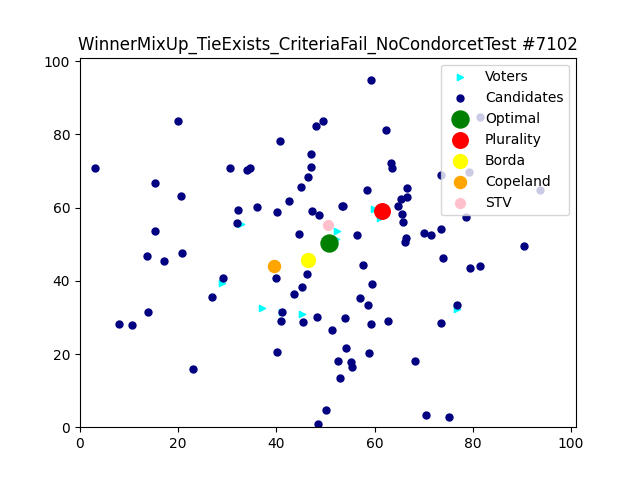 WinnerMixUp_TieExists_CriteriaFail_NoCondorcetTest #7102
100
80
60
40
20
0
0
20
40
60
80
100
Voters
Candidates
Optimal
Plurality
Borda
Copeland
STV